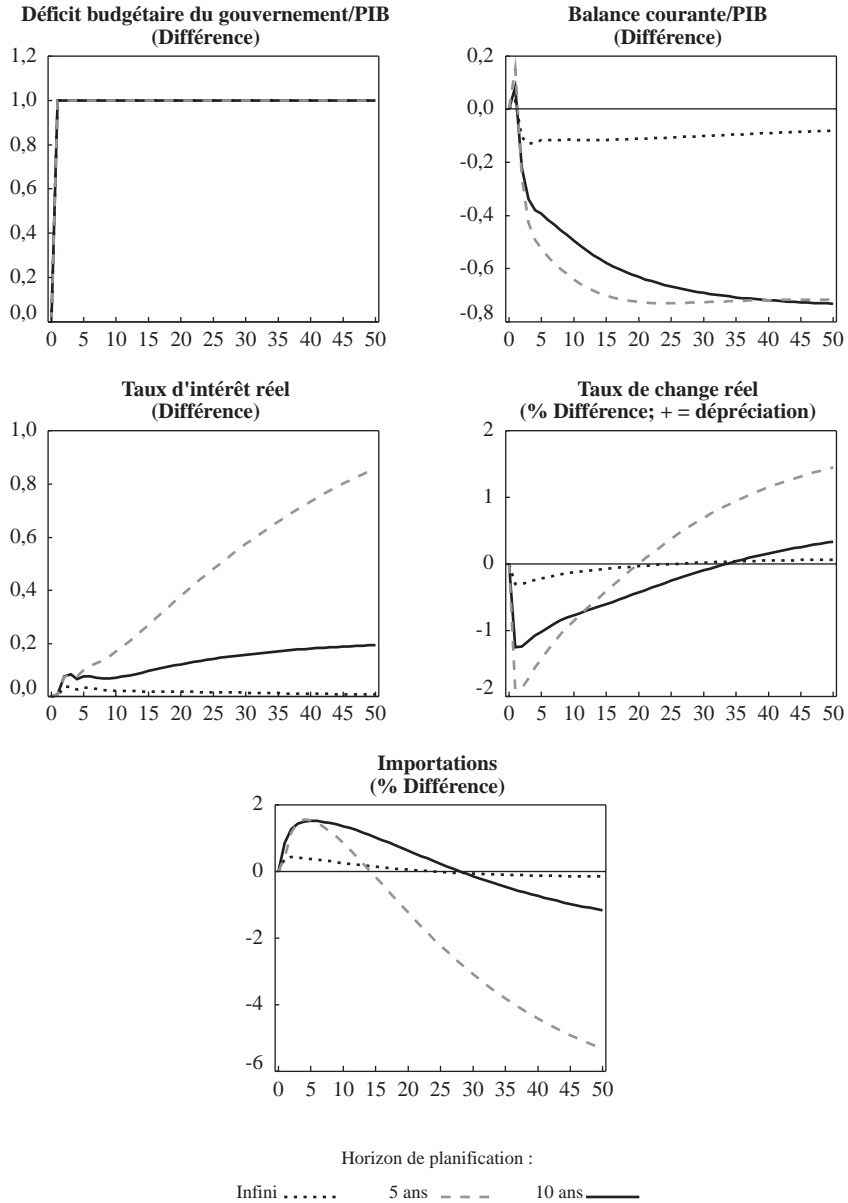 Déficit budgétaire du gouvernement/PIB
(Différence)
1,2
1,0
0,8
0,6
0,4
0,2
0,0
0 5 10 15 20 25 30 35 40 45 50
Balance courante/PIB
(Différence)
0,2
0,0
-0,2
-0,4
-0,6
-0,8
0 5 10 15 20 25 30 35 40 45 50
Taux d'intérêt réel
(Différence)
1,0
0,8
0,6
0,4
0,2
0,0
0 5 10 15 20 25 30 35 40 45 50
Taux de change réel
(% Différence; + = dépréciation)
2
1
0
-1
-2
0 5 10 15 20 25 30 35 40 45 50
Importations
(% Différence)
2
0
-2
-4
-6
0 5 10 15 20 25 30 35 40 45 50
Horizon de planification :
Infini 5 ans 10 ans